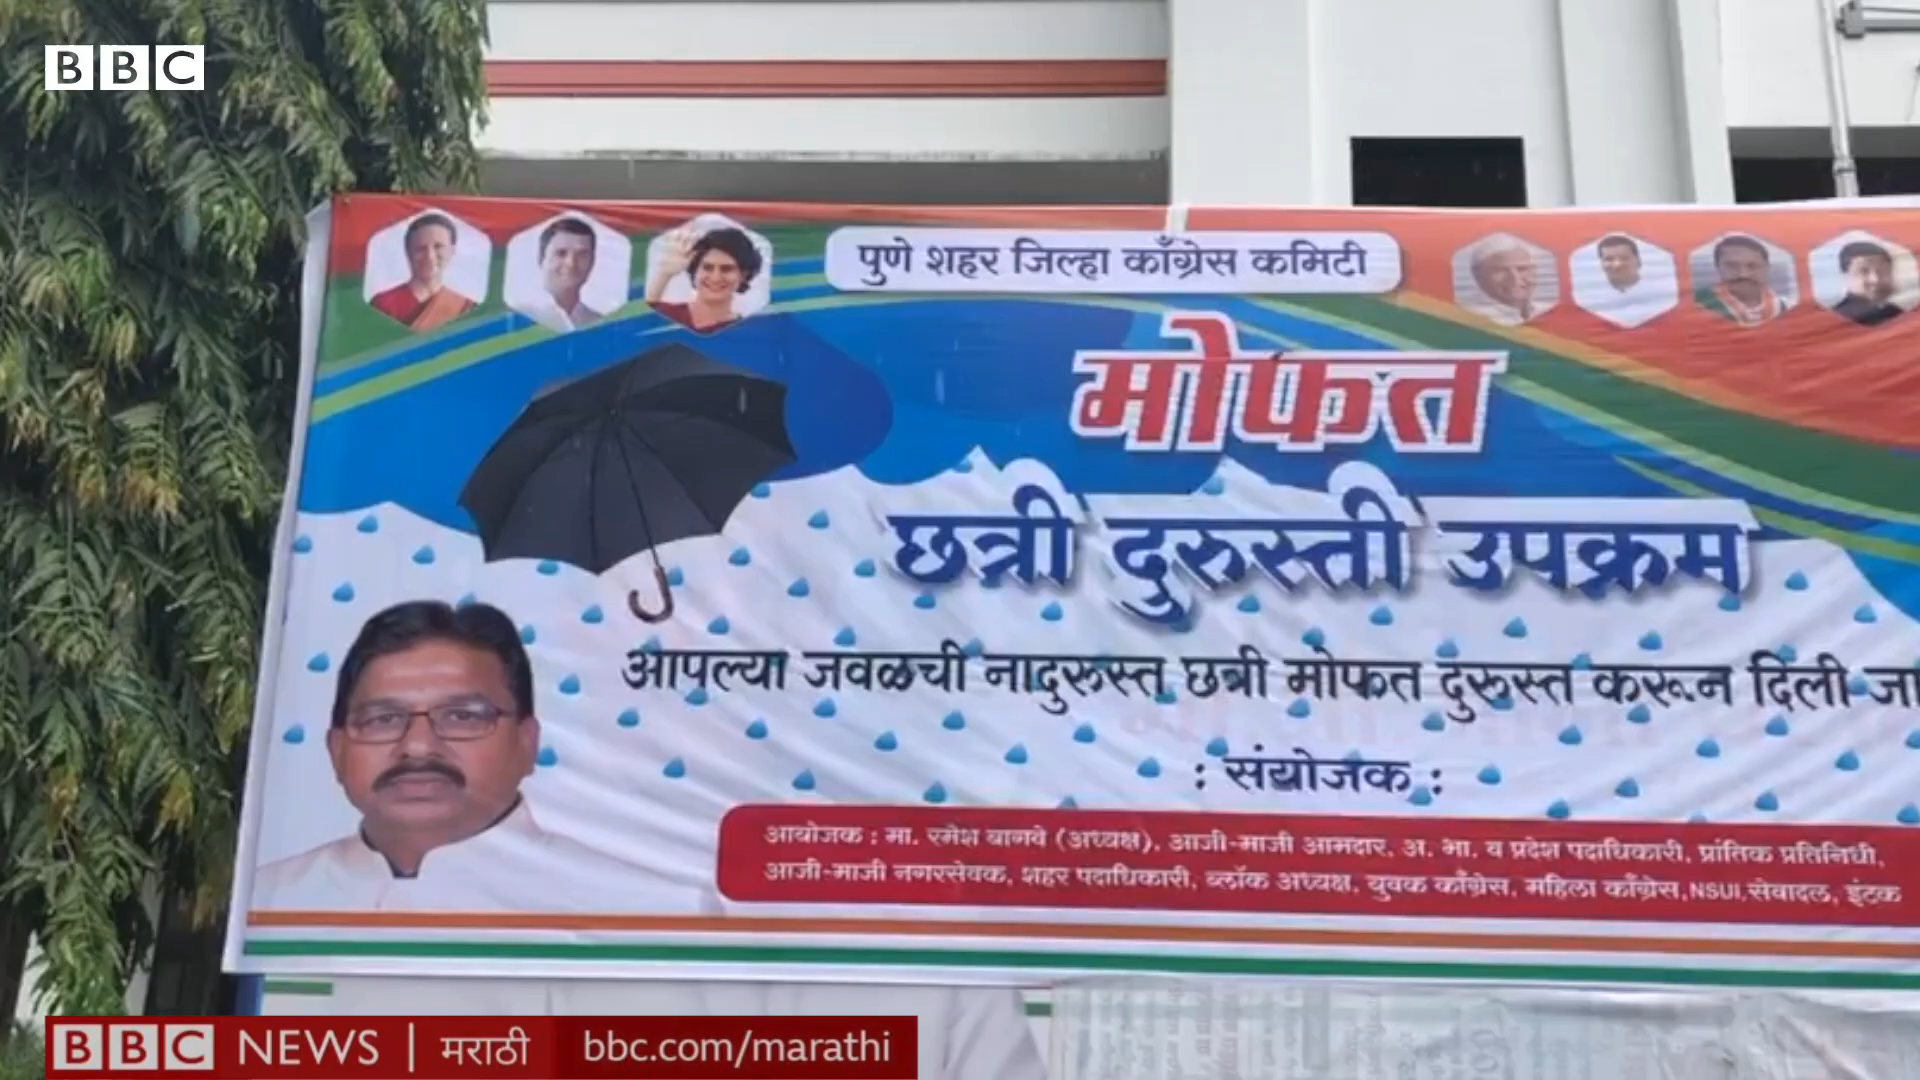 BBC
पुणे शहर जिल्हा काँग्रेस कमिटी
मोफत
छत्री दुरुस्ती उपक्रम
आपल्या जवळची नादुरूस्त छत्री मोफत दुरूस्त करून दिली
: संयोजक :
आयोजक : मा. रमेश बागवे (अध्यक्ष), आजी-माजी आमदार, अ. भा. व प्रदेश पदाधिकारी, प्रांतिक प्रतिनिधी,
आजी-माजी नगरसेवक, शहर पदाधिकारी, ब्लॉक अध्यक्ष, युवक काँग्रेस, महिला काँग्रेस, NSUI, सेवादल, इंटक
BBC NEWS | मराठी bbc.com/marathi